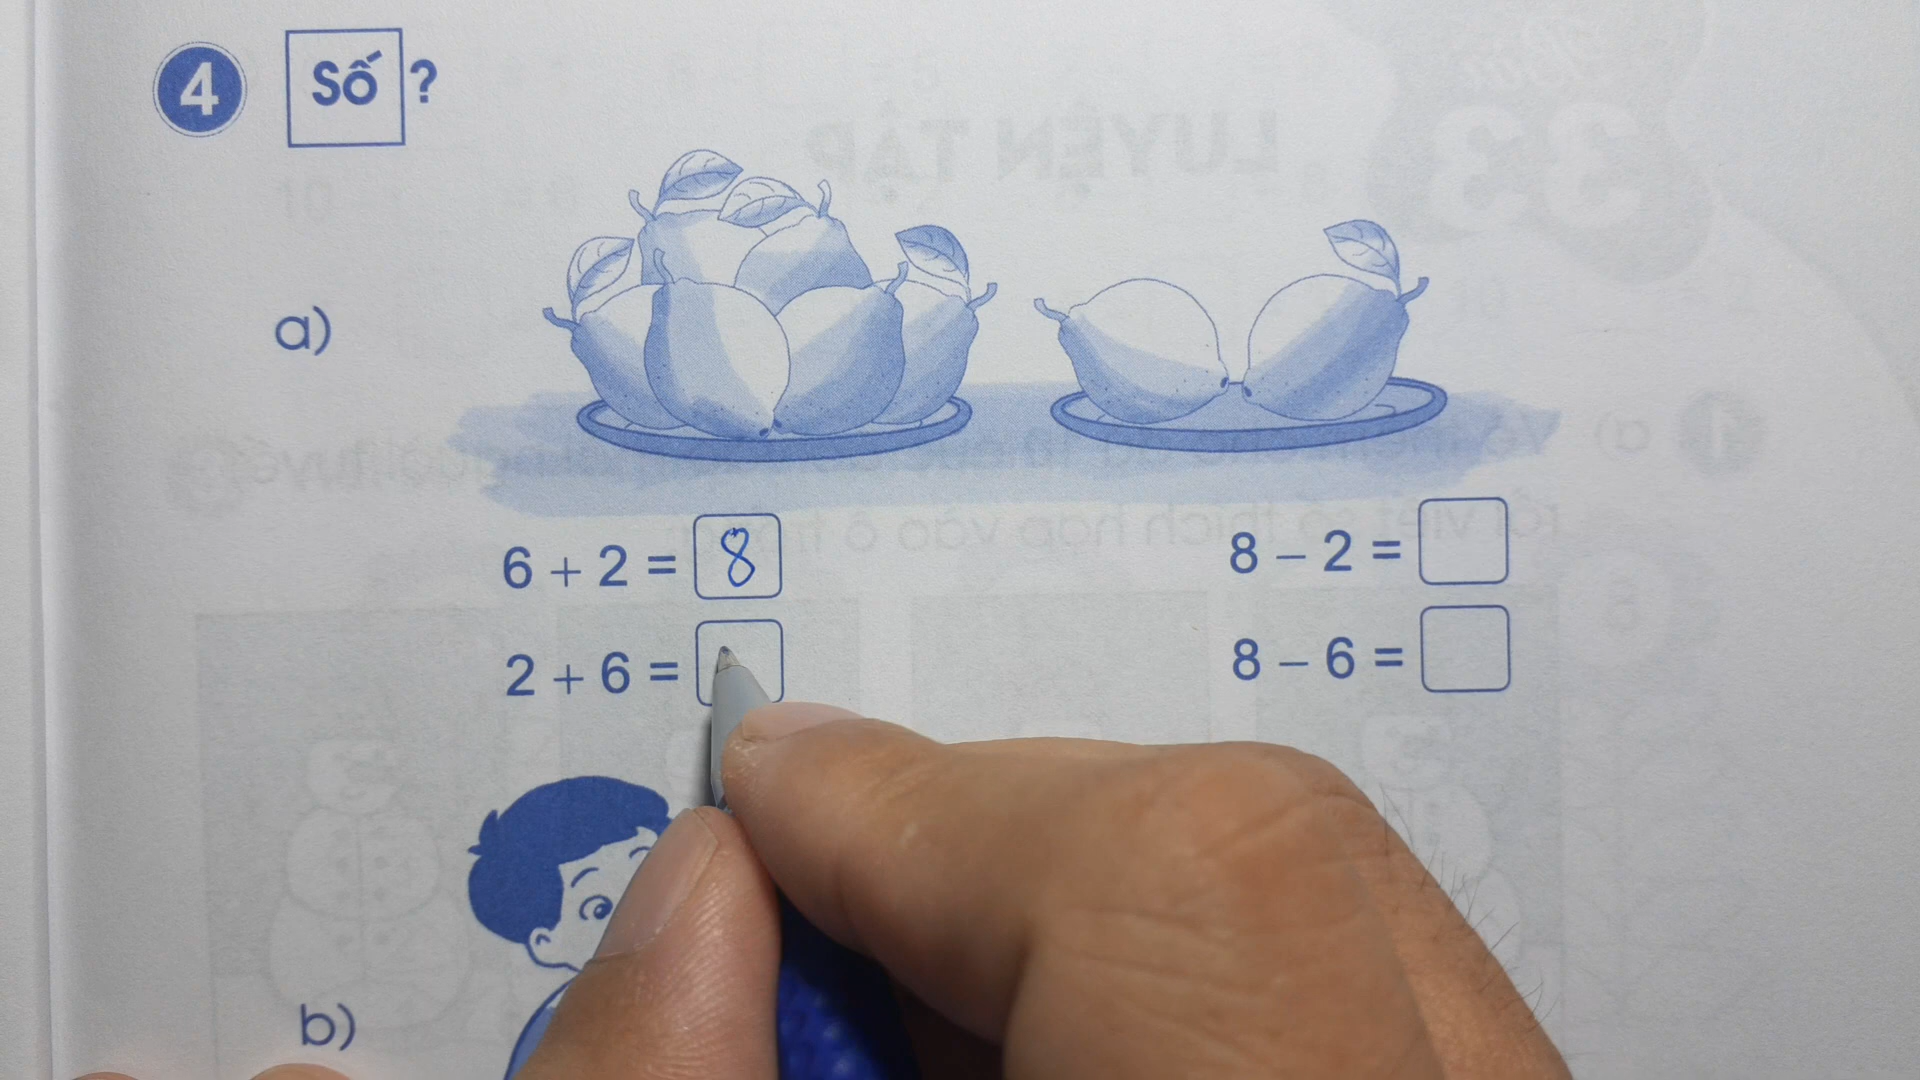 4 Số ?
a)
6 + 2 = 8
8 – 2 =
2 + 6 =
8 – 6 =
b)